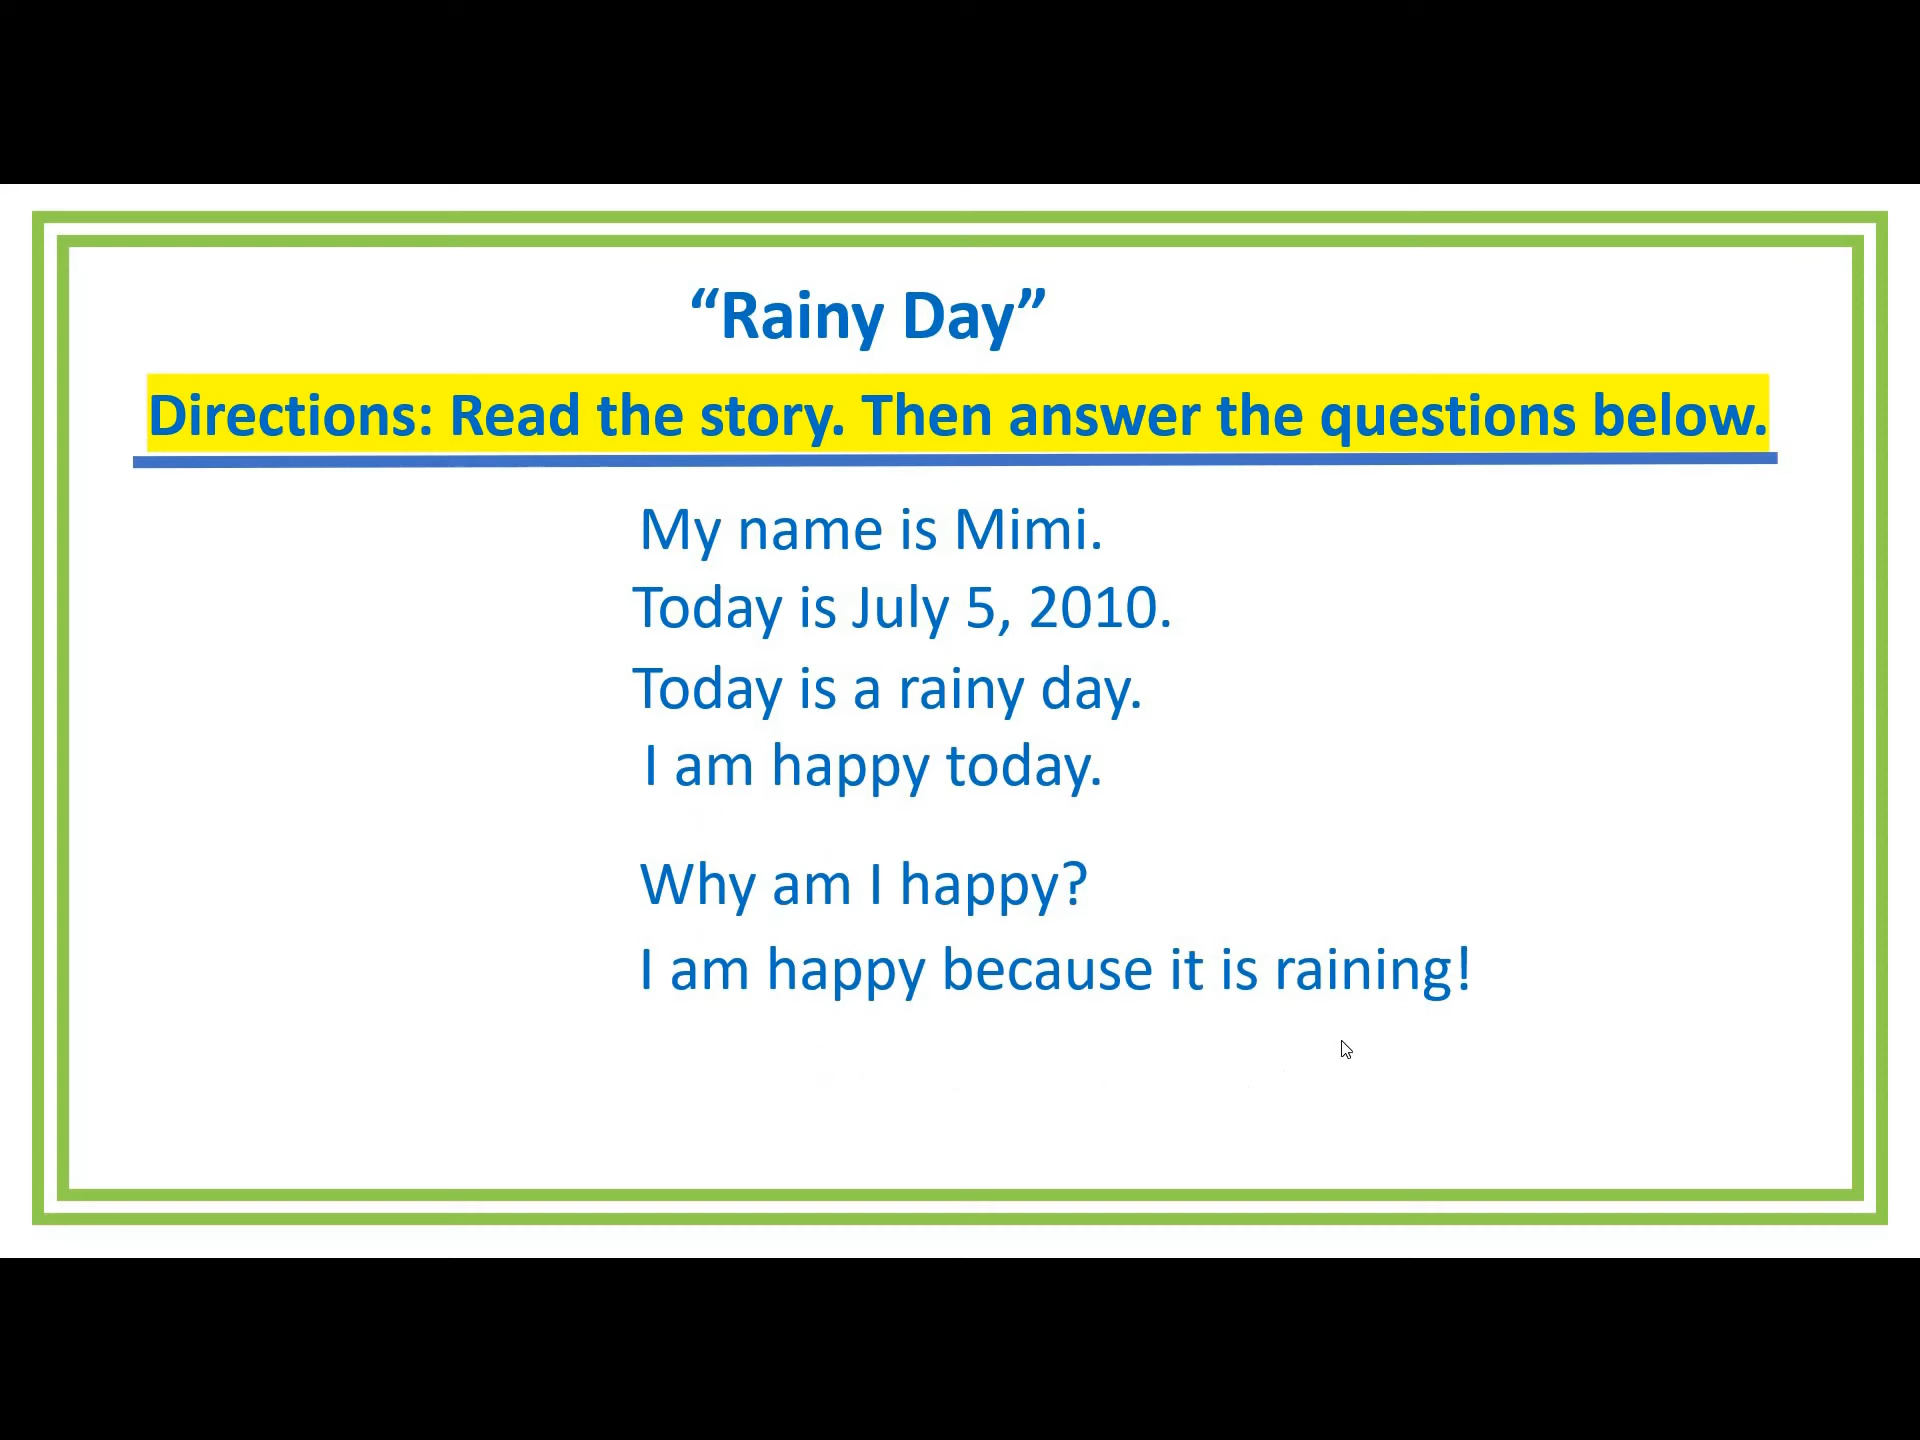 “Rainy Day”
Directions: Read the story. Then answer the questions below.
My name is Mimi.
Today is July 5, 2010.
Today is a rainy day.
I am happy today.
Why am I happy?
I am happy because it is raining!